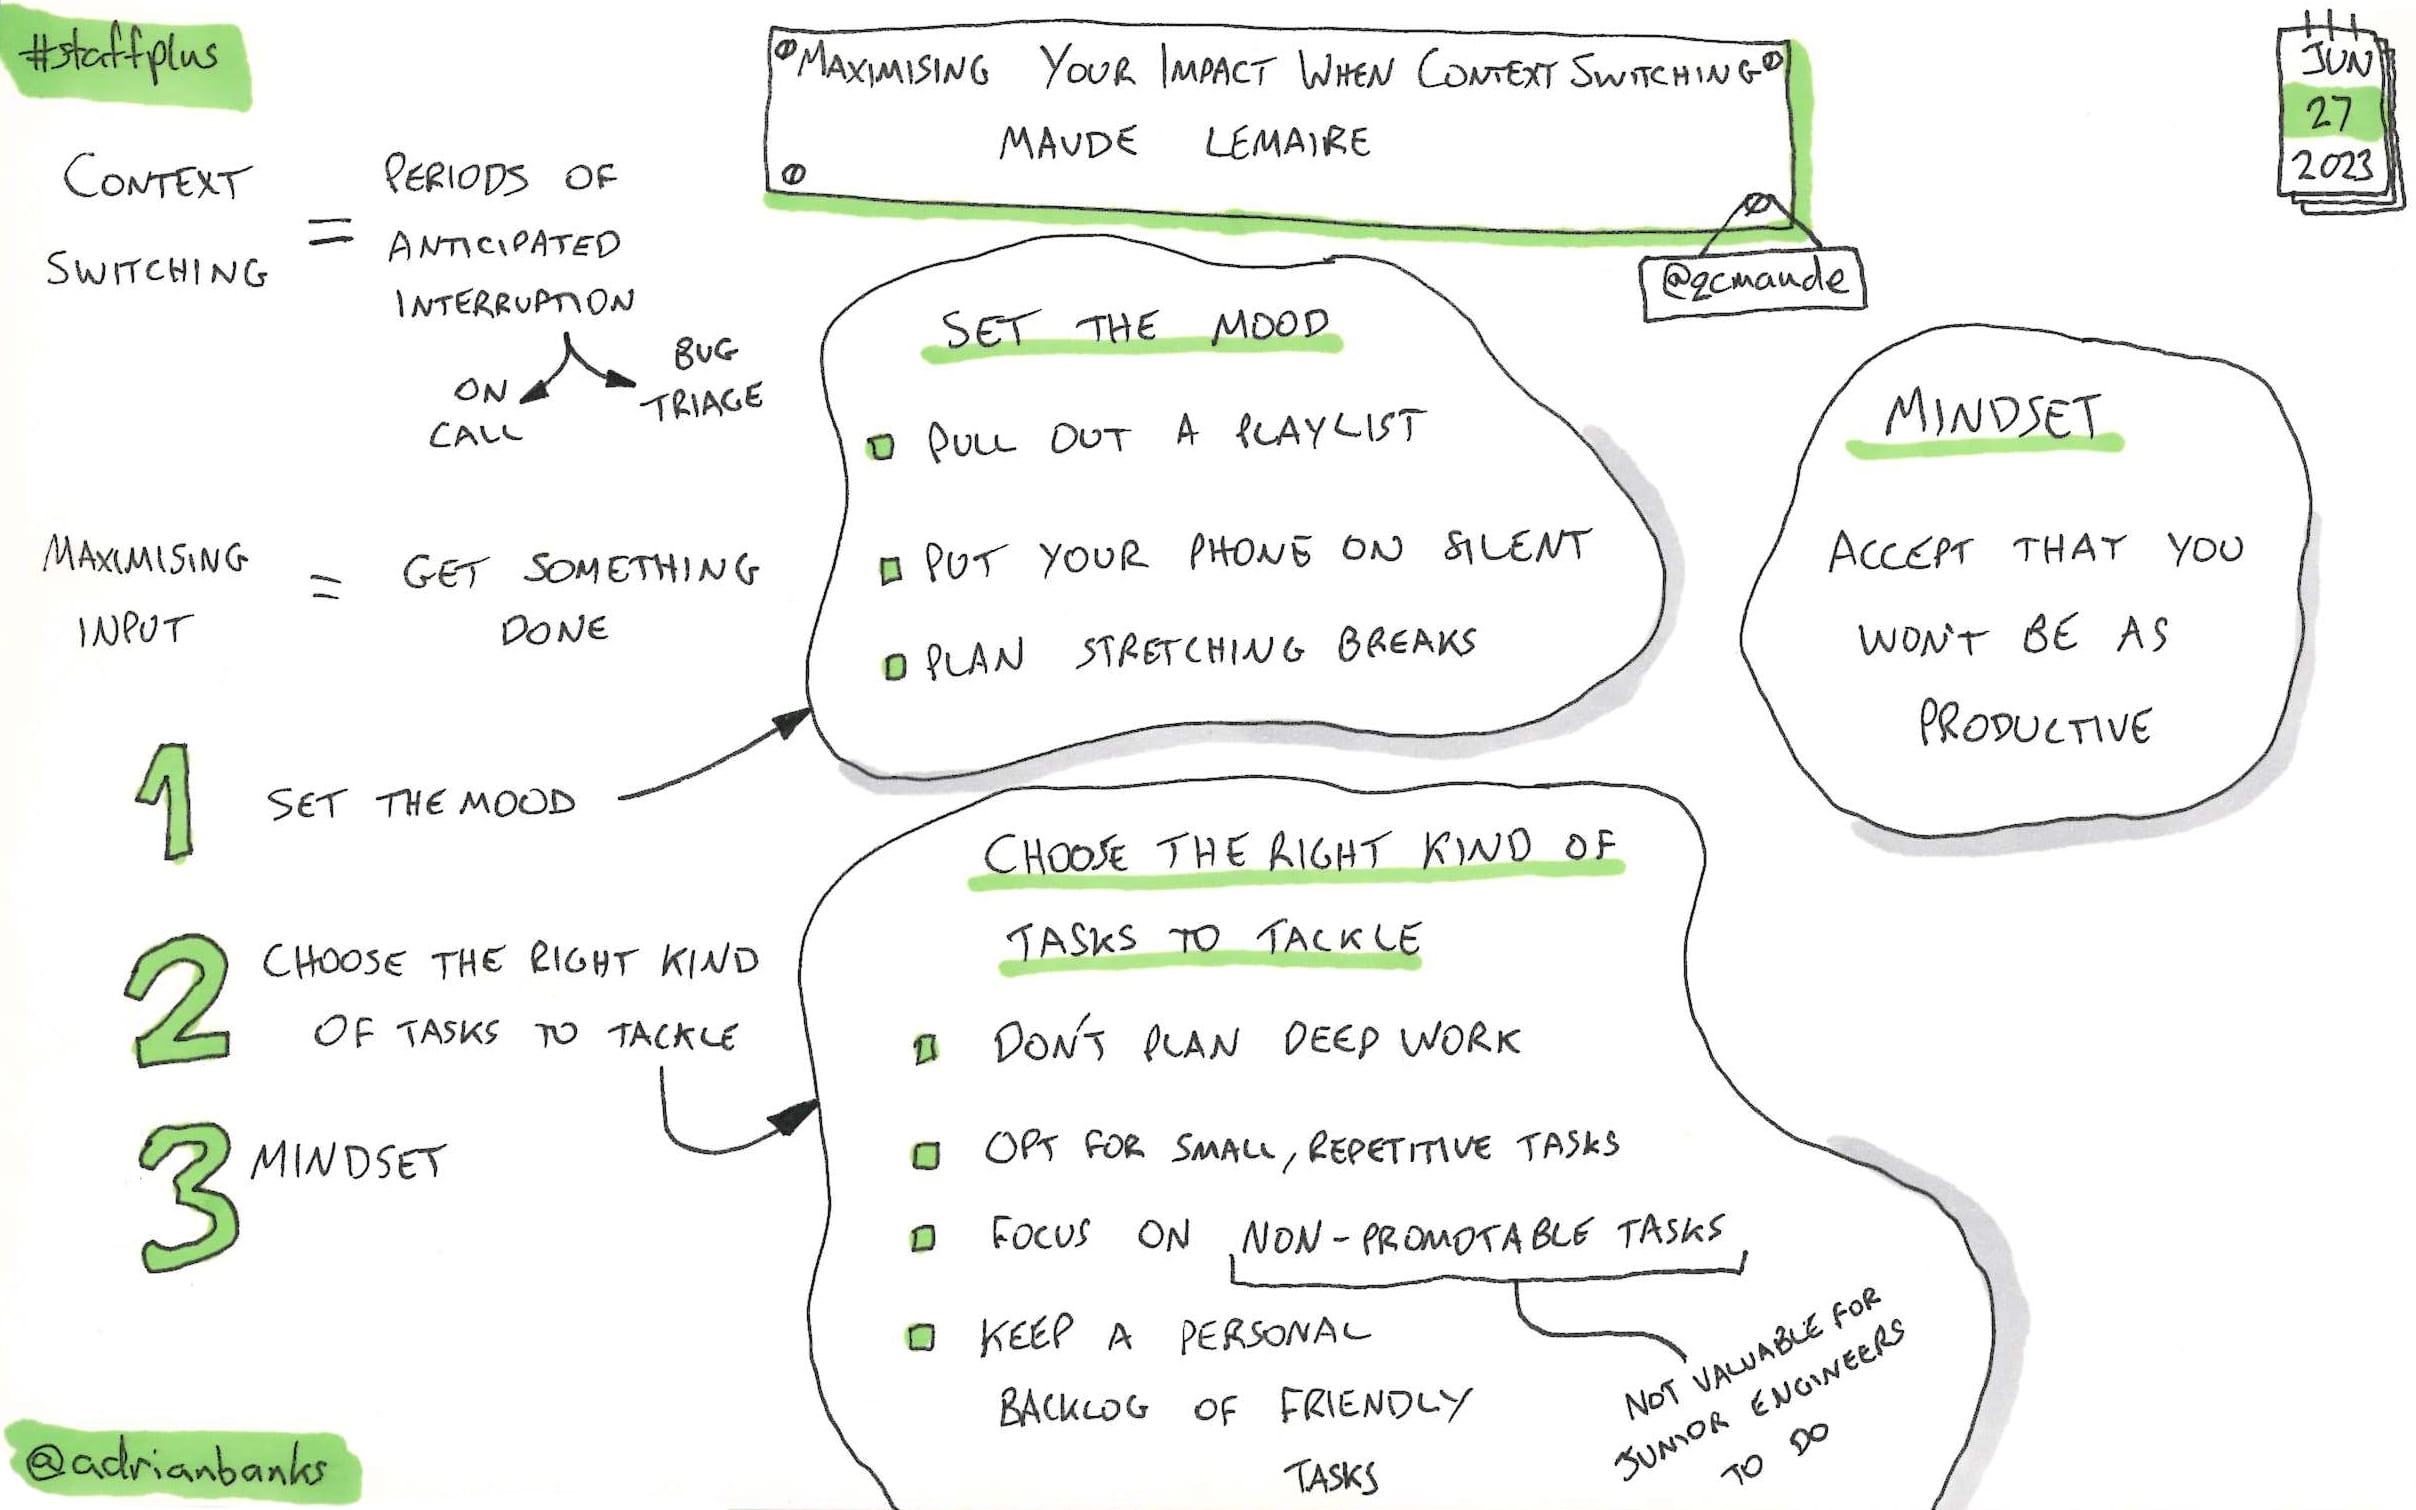 #staffplus
MAXIMISING YOUR IMPACT WHEN CONTEXT SWITCHING
MAUDE LEMAIRE
@qcmaude
JUN
27
2023
CONTEXT
SWITCHING
=
PERIODS OF
ANTICIPATED
INTERRUPTION
ON
CALL
BUG
TRIAGE
MAXIMISING
INPUT
=
GET SOMETHING
DONE
1 SET THE MOOD
2 CHOOSE THE RIGHT KIND
OF TASKS TO TACKLE
3 MINDSET
SET THE MOOD
PULL OUT A PLAYLIST
PUT YOUR PHONE ON SILENT
PLAN STRETCHING BREAKS
CHOOSE THE RIGHT KIND OF
TASKS TO TACKLE
DON'T PLAN DEEP WORK
OPT FOR SMALL, REPETITIVE TASKS
FOCUS ON NON-PROMOTABLE TASKS
NOT VALUABLE FOR
JUNIOR ENGINEERS
TO DO
KEEP A PERSONAL
BACKLOG OF FRIENDLY
TASKS
MINDSET
ACCEPT THAT YOU
WON'T BE AS
PRODUCTIVE
@adrianbanks